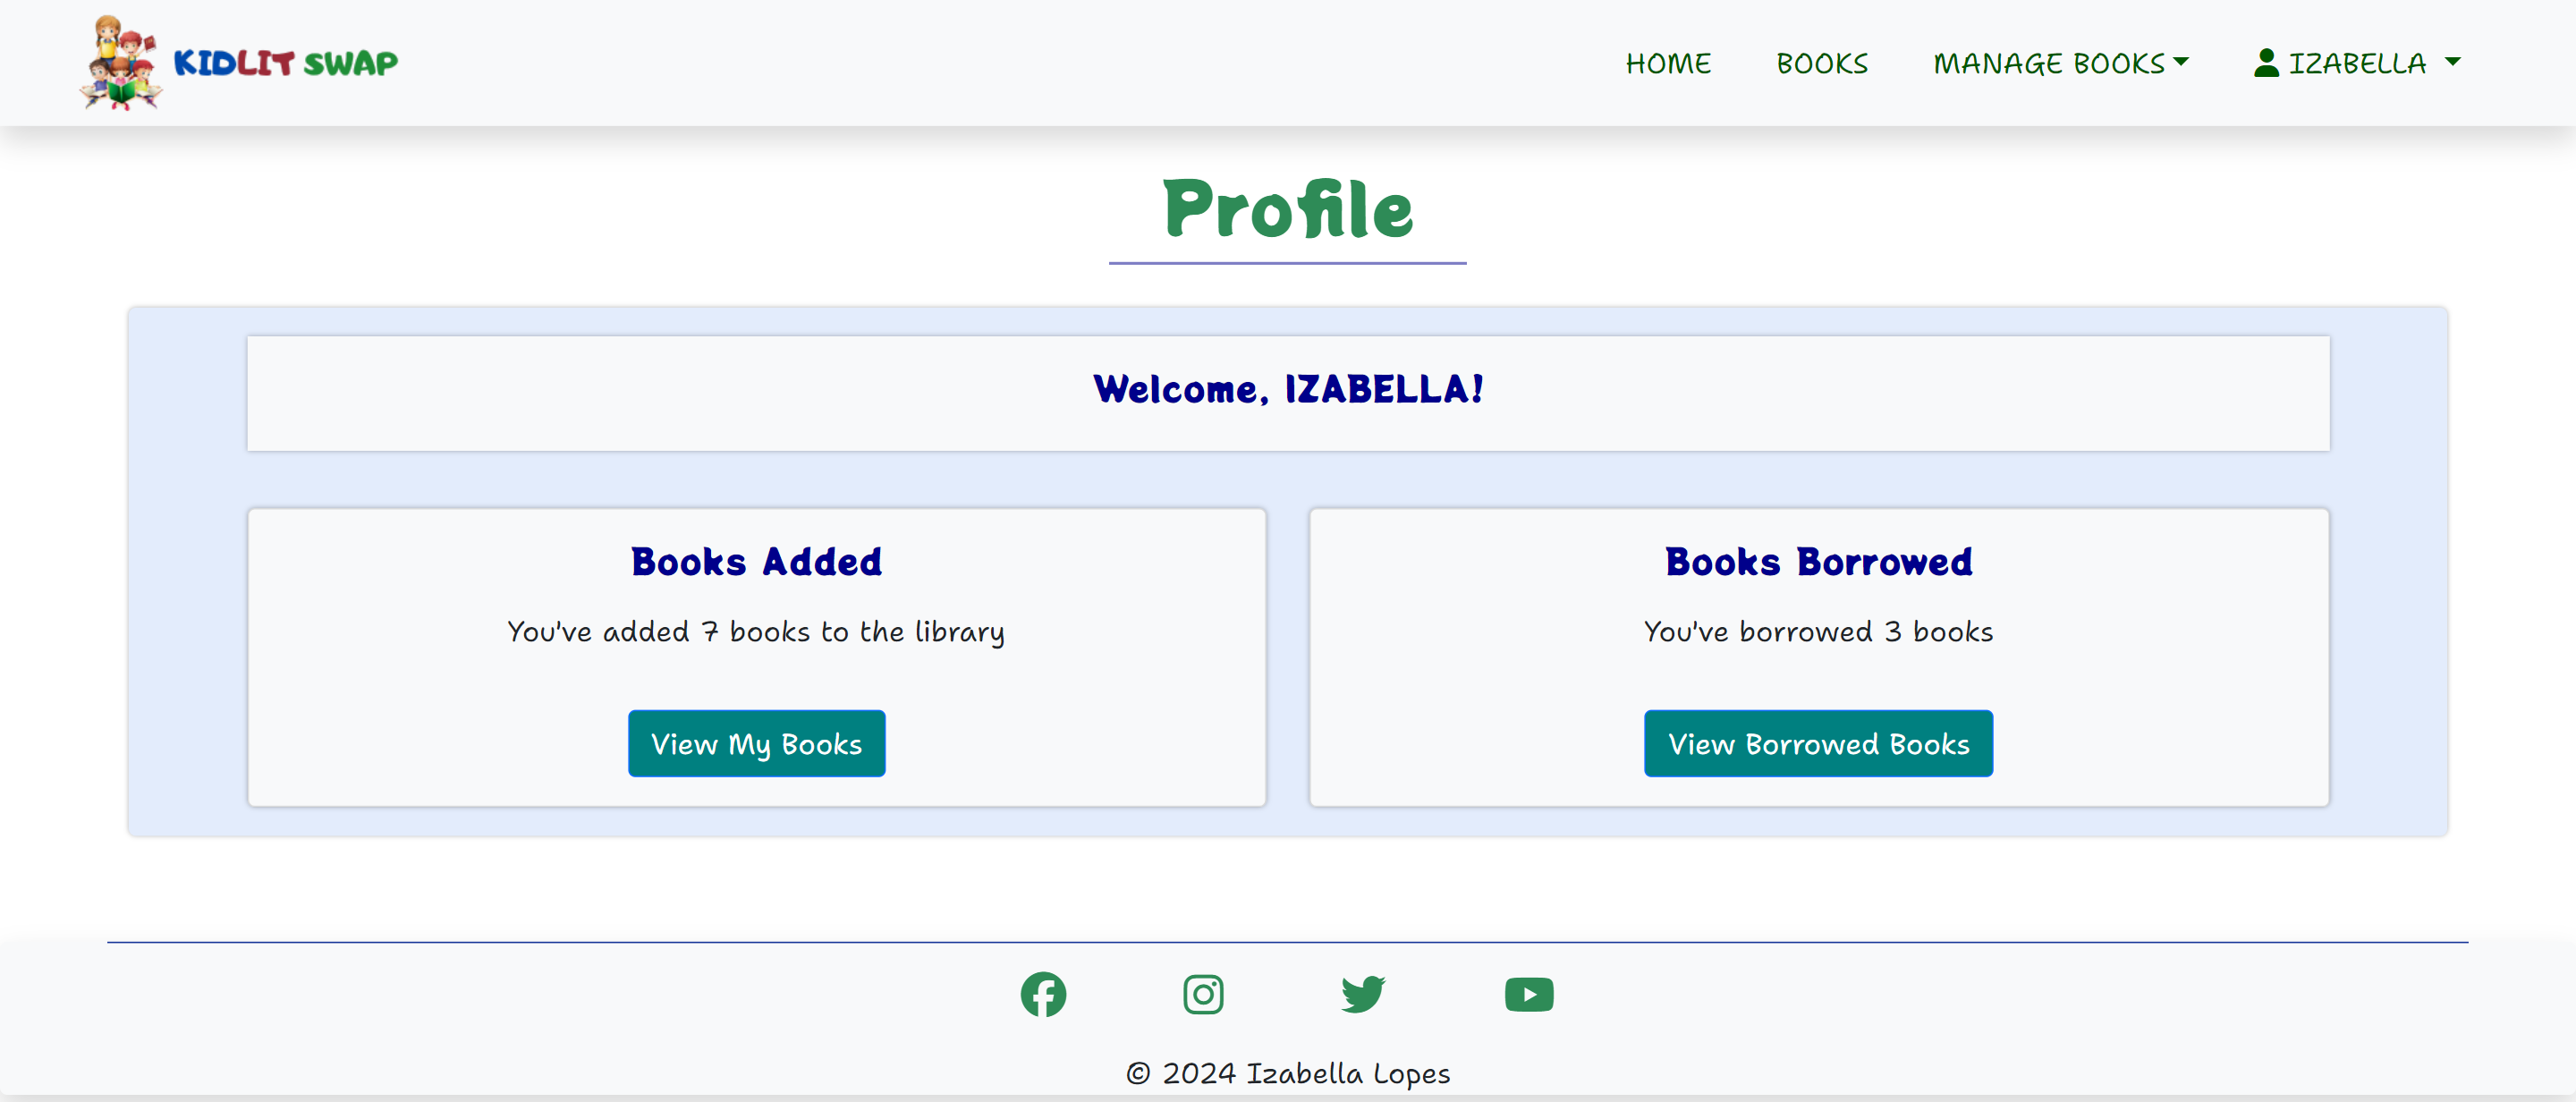 KIDLIT SWAP
HOME
BOOKS
MANAGE BOOKS
IZABELLA
Profile
Welcome, IZABELLA!
Books Added
You've added 7 books to the library
View My Books
Books Borrowed
You've borrowed 3 books
View Borrowed Books
© 2024 Izabella Lopes